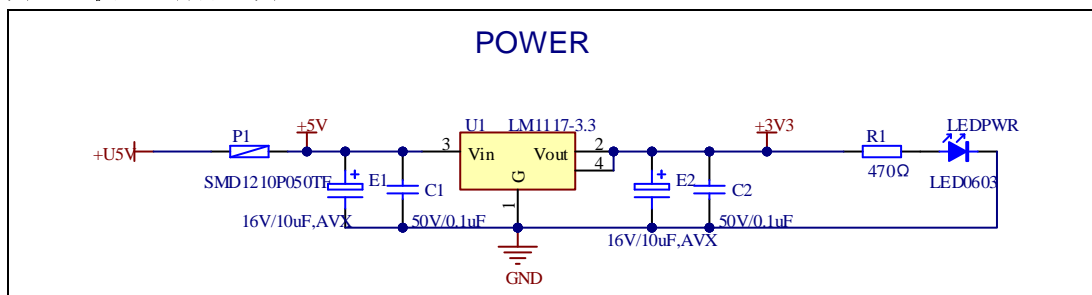 POWER
+5V
P1
U1
LM1117-3.3
+3V3
R1
LEDPWR
+U5V
3
Vin
Vout
2
4
G
1
SMD1210P050TF
E1
C1
E2
C2
470Ω
LED0603
16V/10uF,AVX
50V/0.1uF
16V/10uF,AVX
50V/0.1uF
GND